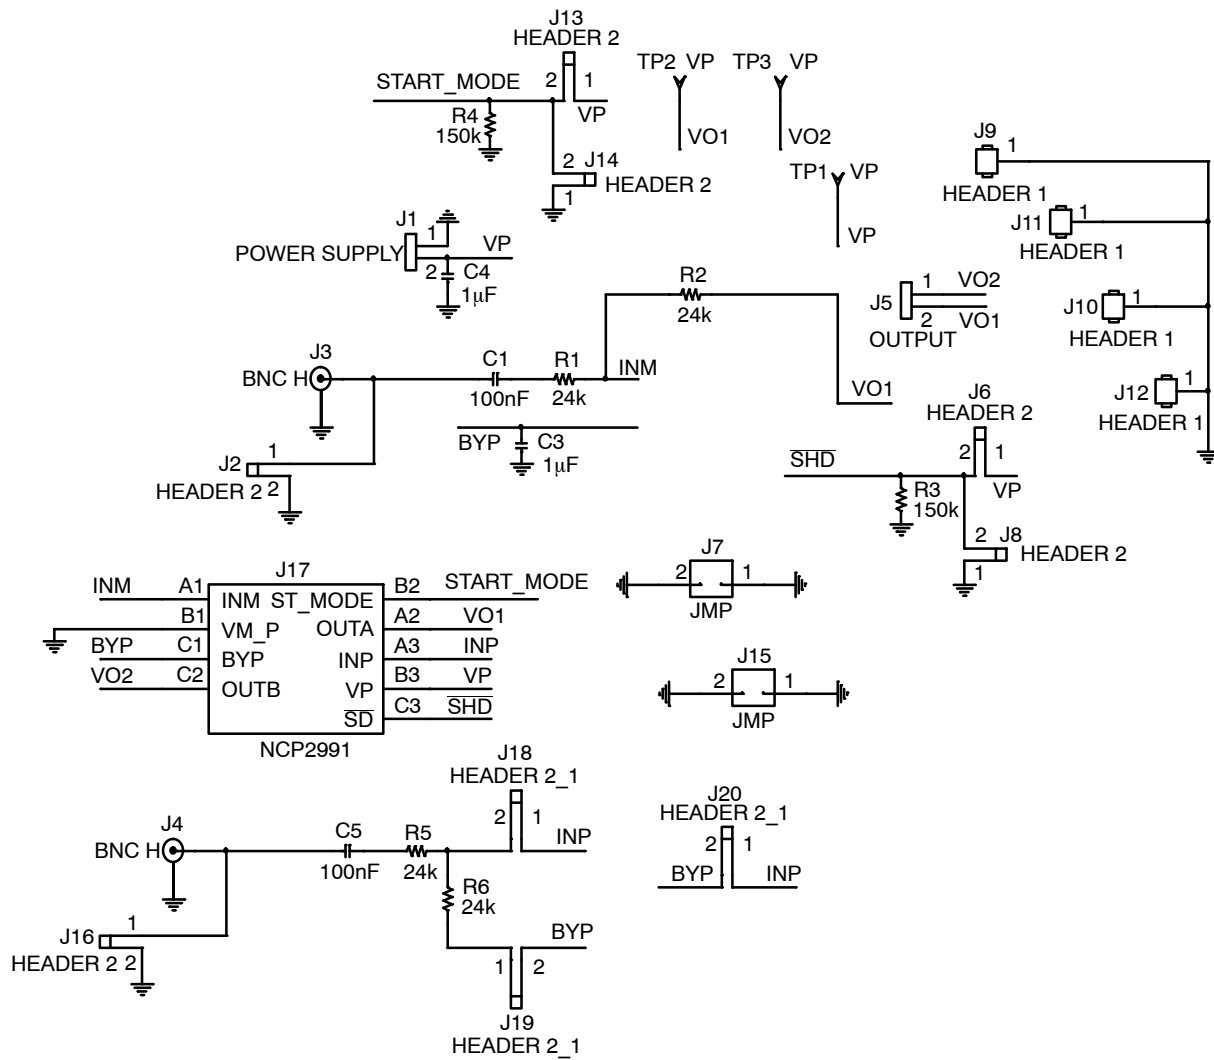 J13
HEADER 2
START_MODE
2
1
VP
R4
150k
2
J14
HEADER 2
1
TP2 VP
VO1
TP3 VP
VO2
TP1 VP
VP
J9
1
HEADER 1
J11
1
HEADER 1
J10
1
HEADER 1
J12
1
HEADER 1
J1
1
POWER SUPPLY
VP
2
C4
1µF
R2
24k
1
VO2
J5
2
VO1
OUTPUT
J3
BNC H
C1
100nF
R1
24k
INM
VO1
BYP
C3
1µF
J2
1
HEADER 2
2
J6
HEADER 2
SHD
2
1
VP
R3
150k
2
J8
HEADER 2
1
J17
INM
A1
INM
ST_MODE
B2
START_MODE
B1
VM_P
OUTA
A2
VO1
BYP
C1
BYP
INP
A3
INP
VO2
C2
OUTB
VP
B3
VP
SD
C3
SHD
NCP2991
J7
2
1
JMP
J15
2
1
JMP
J18
HEADER 2_1
2
1
INP
J4
BNC H
C5
100nF
R5
24k
R6
24k
J16
1
HEADER 2
2
BYP
1
2
J19
HEADER 2_1
J20
HEADER 2_1
2
1
BYP
INP